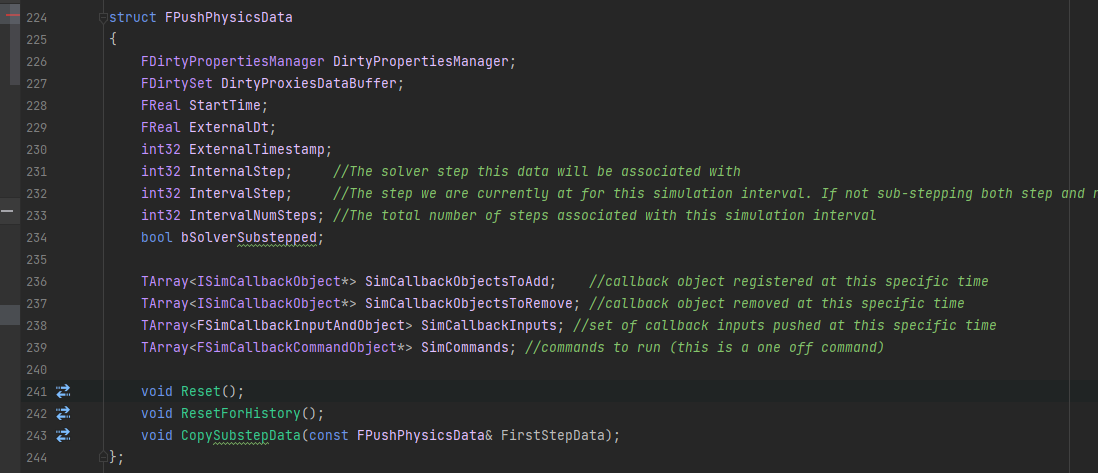 224 struct FPushPhysicsData
225 {
226 FDirtyPropertiesManager DirtyPropertiesManager;
227 FDirtySet DirtyProxiesDataBuffer;
228 FReal StartTime;
229 FReal ExternalDt;
230 int32 ExternalTimestamp;
231 int32 InternalStep; //The solver step this data will be associated with
232 int32 IntervalStep; //The step we are currently at for this simulation interval. If not sub-stepping both step and
233 int32 IntervalNumSteps; //The total number of steps associated with this simulation interval
234 bool bSolverSubstepped;
235
236 TArray<ISimCallbackObject*> SimCallbackObjectsToAdd; //callback object registered at this specific time
237 TArray<ISimCallbackObject*> SimCallbackObjectsToRemove; //callback object removed at this specific time
238 TArray<FSimCallbackInputAndObject> SimCallbackInputs; //set of callback inputs pushed at this specific time
239 TArray<FSimCallbackCommandObject*> SimCommands; //commands to run (this is a one off command)
240
241 void Reset();
242 void ResetForHistory();
243 void CopySubstepData(const FPushPhysicsData& FirstStepData);
244 };